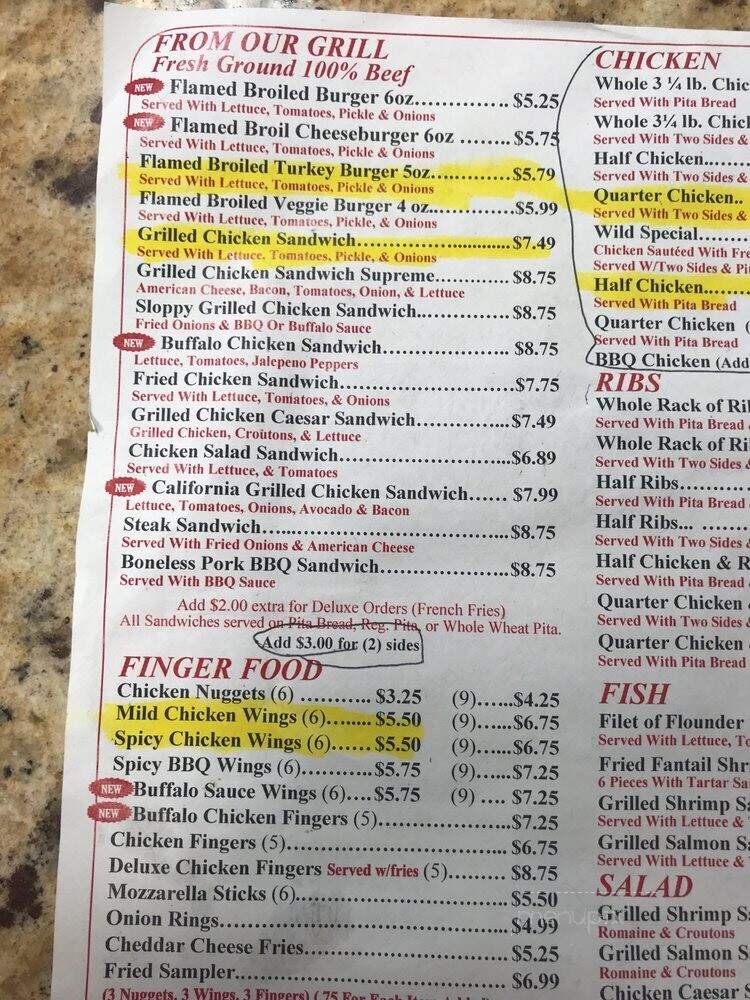 FROM OUR GRILL
Fresh Ground 100% Beef
NEW Flamed Broiled Burger 6oz.............. $5.25
Served With Lettuce, Tomatoes, Pickle & Onions
NEW Flamed Broil Cheeseburger 6oz ........ $5.75
Served With Lettuce, Tomatoes, Pickle & Onions
Flamed Broiled Turkey Burger 5oz.............. $5.79
Served With Lettuce, Tomatoes, Pickle & Onions
Flamed Broiled Veggie Burger 4 oz.............. $5.99
Served With Lettuce, Tomatoes, Pickle, & Onions
Grilled Chicken Sandwich............................ $7.49
Served With Lettuce, Tomatoes, Pickle, & Onions
Grilled Chicken Sandwich Supreme............. $8.75
American Cheese, Bacon, Tomatoes, Onion, & Lettuce
Sloppy Grilled Chicken Sandwich................ $8.75
Fried Onions & BBQ Or Buffalo Sauce
NEW Buffalo Chicken Sandwich...................... $8.75
Lettuce, Tomatoes, Jalepeno Peppers
Fried Chicken Sandwich.............................. $7.75
Served With Lettuce, Tomatoes, & Onions
Grilled Chicken Caesar Sandwich................ $7.49
Grilled Chicken, Croutons, & Lettuce
Chicken Salad Sandwich.............................. $6.89
Served With Lettuce, & Tomatoes
NEW California Grilled Chicken Sandwich...... $7.99
Lettuce, Tomatoes, Onions, Avocado & Bacon
Steak Sandwich........................................... $8.75
Served With Fried Onions & American Cheese
Boneless Pork BBQ Sandwich...................... $8.75
Served With BBQ Sauce
Add $2.00 extra for Deluxe Orders (French Fries)
All Sandwiches served on Pita Bread, Reg. Pita, or Whole Wheat Pita.
Add $3.00 for (2) sides
FINGER FOOD
Chicken Nuggets (6) .......... $3.25 (9)......$4.25
Mild Chicken Wings (6)....... $5.50 (9)......$6.75
Spicy Chicken Wings (6)...... $5.50 (9)......$6.75
Spicy BBQ Wings (6)........... $5.75 (9)......$7.25
NEW Buffalo Sauce Wings (6).... $5.75 (9) .... $7.25
NEW Buffalo Chicken Fingers (5)...................... $7.25
Chicken Fingers (5)...................................... $6.75
Deluxe Chicken Fingers Served w/fries (5)....... $8.75
Mozzarella Sticks (6).................................... $5.50
Onion Rings................................................ $4.99
Cheddar Cheese Fries................................... $5.25
Fried Sampler.............................................. $6.99
(3 Nuggets, 3 Wings, 3 Fingers) (.75 For Each
CHICKEN
Whole 3 ¼ lb. Chic
Served With Pita Bread
Whole 3¼ lb. Chick
Served With Two Sides &
Half Chicken.......
Served With Two Sides &
Quarter Chicken..
Served With Two Sides &
Wild Special........
Chicken Sautéed With Fre
Served W/Two Sides & Pit
Half Chicken........
Served With Pita Bread
Quarter Chicken (
Served With Pita Bread
BBQ Chicken (Add
RIBS
Whole Rack of Rib
Served With Pita Bread
Whole Rack of Ri
Served With Two Sides &
Half Ribs............
Served With Pita Bread
Half Ribs... .......
Served With Two Sides &
Half Chicken & R
Served With Pita Bread
Quarter Chicken
Served With Two Sides &
Quarter Chicken
Served With Pita Bread
FISH
Filet of Flounder
Served With Lettuce, To
Fried Fantail Shr
6 Pieces With Tartar Sa
Grilled Shrimp Sa
Served With Lettuce &
Grilled Salmon Sa
Served With Lettuce &
SALAD
Grilled Shrimp S
Romaine & Croutons
Grilled Salmon S
Romaine & Croutons
Chicken Caesar S